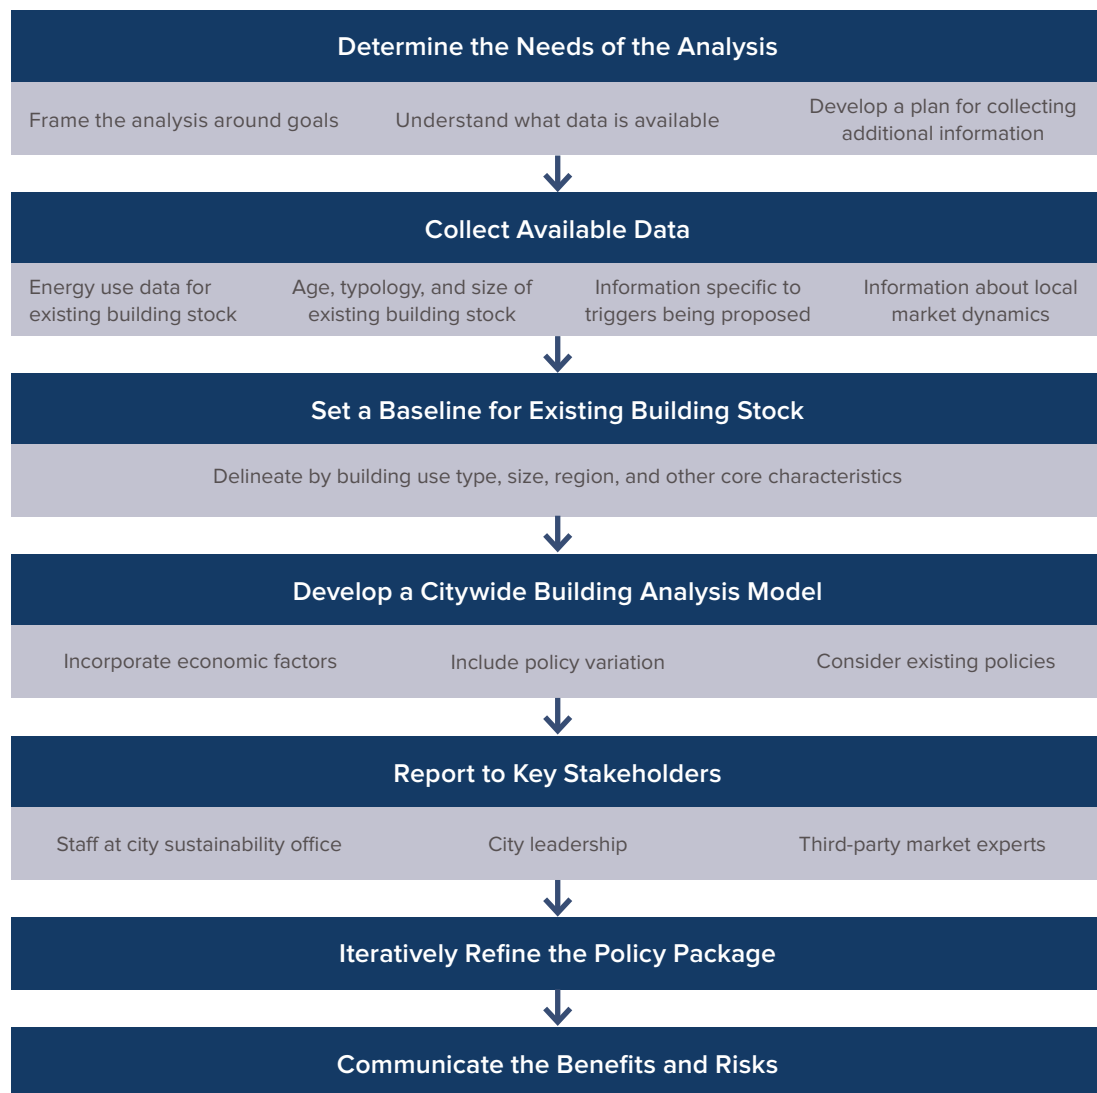 Determine the Needs of the Analysis
Frame the analysis around goals
Understand what data is available
Develop a plan for collecting
additional information
Collect Available Data
Energy use data for
existing building stock
Age, typology, and size of
existing building stock
Information specific to
triggers being proposed
Information about local
market dynamics
Set a Baseline for Existing Building Stock
Delineate by building use type, size, region, and other core characteristics
Develop a Citywide Building Analysis Model
Incorporate economic factors
Include policy variation
Consider existing policies
Report to Key Stakeholders
Staff at city sustainability office
City leadership
Third-party market experts
Iteratively Refine the Policy Package
Communicate the Benefits and Risks